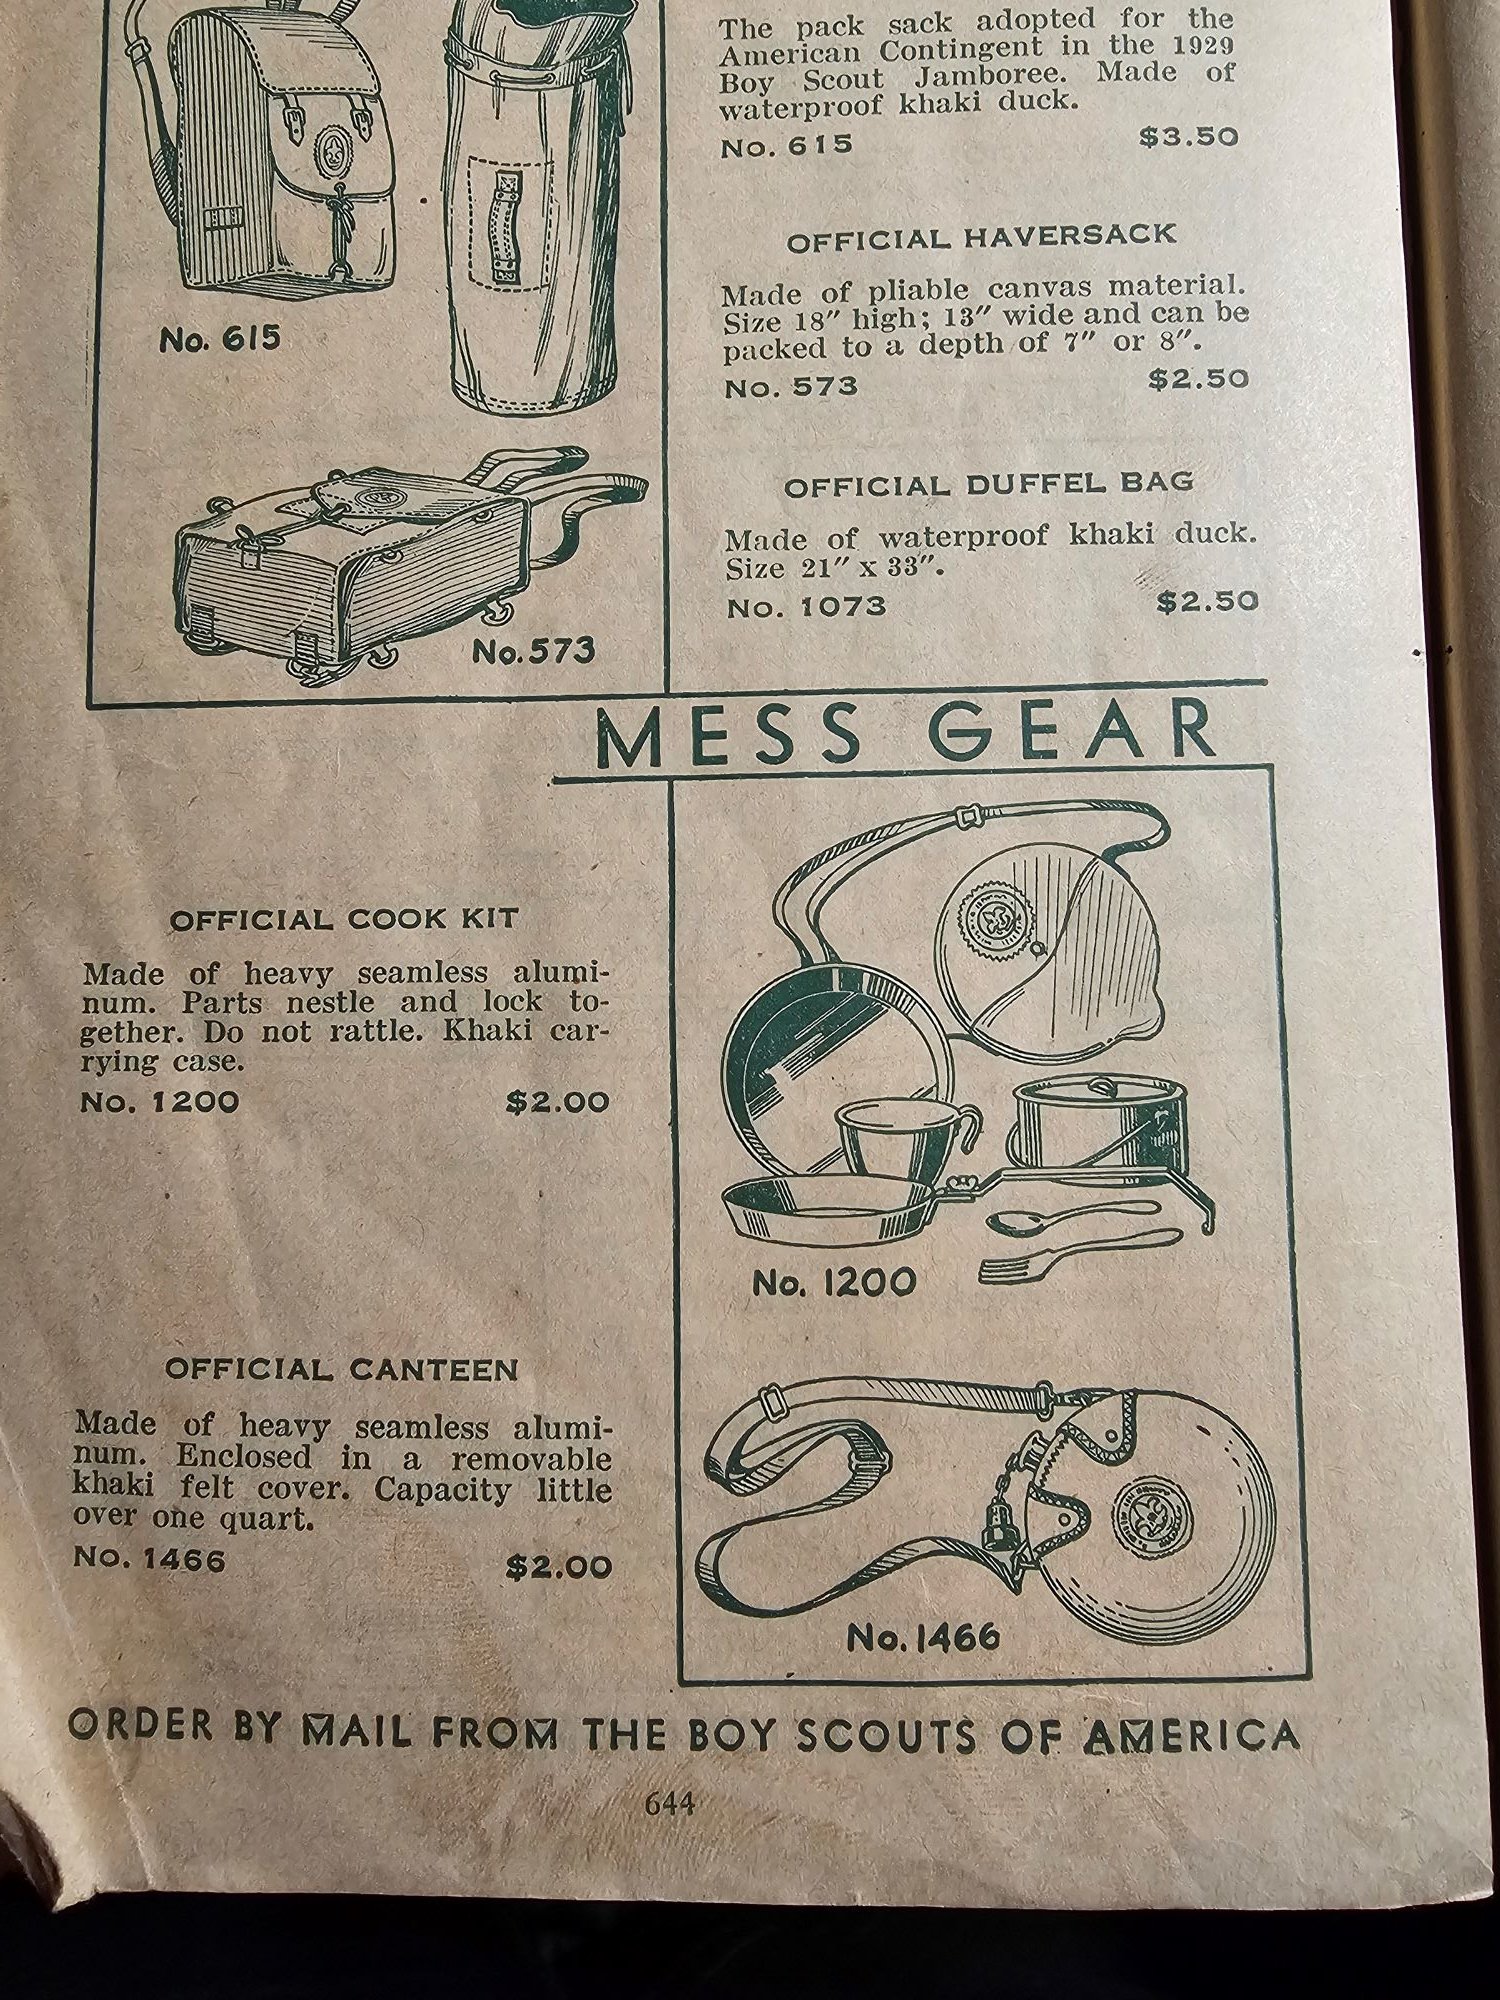 The pack sack adopted for the
American Contingent in the 1929
Boy Scout Jamboree. Made of
waterproof khaki duck.
No. 615 $3.50
No. 615
OFFICIAL HAVERSACK
Made of pliable canvas material.
Size 18" high; 13" wide and can be
packed to a depth of 7" or 8".
No. 573 $2.50
OFFICIAL DUFFEL BAG
Made of waterproof khaki duck.
Size 21" x 33".
No. 1073 $2.50
No. 573
MESS GEAR
OFFICIAL COOK KIT
Made of heavy seamless alumi-
num. Parts nestle and lock to-
gether. Do not rattle. Khaki car-
rying case.
No. 1200 $2.00
No. 1200
OFFICIAL CANTEEN
Made of heavy seamless alumi-
num. Enclosed in a removable
khaki felt cover. Capacity little
over one quart.
No. 1466 $2.00
No. 1466
ORDER BY MAIL FROM THE BOY SCOUTS OF AMERICA
644